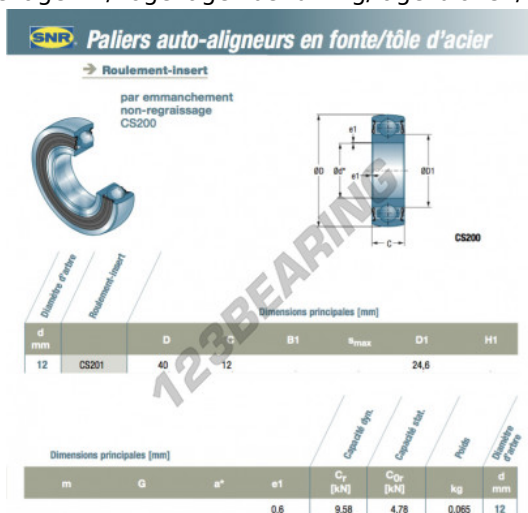 SNR Paliers auto-aligneurs en fonte/tôle d'acier
Roulement-insert
par emmanchement
non-regraissage
CS200
e1
ØD Ød* ØD1
e1
C
CS200
123BEARING
Diamètre d'arbre
Roulement-insert
Dimensions principales [mm]
d mm D C B1 smax D1 H1
12 CS201 40 12 24,6
Capacité dyn.
Capacité stat.
Poids
Diamètre d'arbre
Dimensions principales [mm]
m G a* e1 Cr [kN] C0r [kN] kg d mm
0,6 9,58 4,78 0,065 12